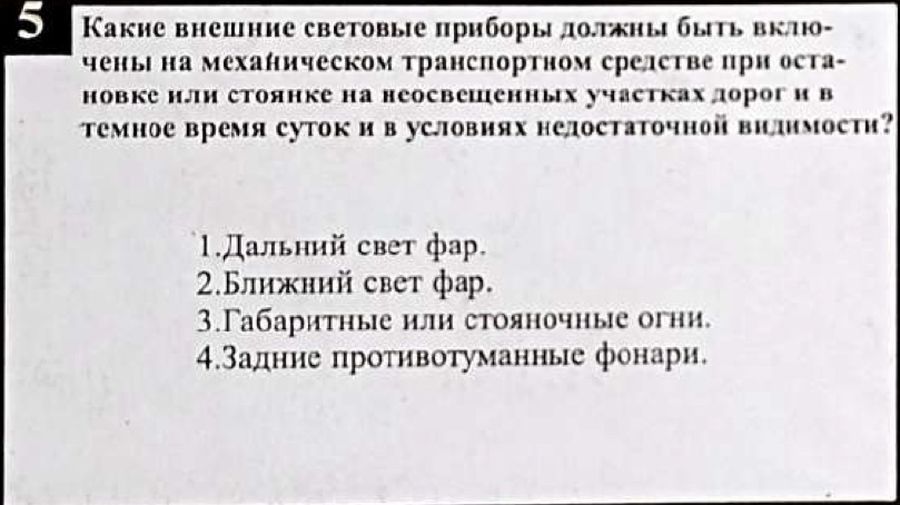 5
Какие внешние световые приборы должны быть вклю-
чены на механическом транспортном средстве при оста-
новке или стоянке на неосвещенных участках дорог и в
темное время суток и в условиях недостаточной видимости?
1.Дальний свет фар.
2.Ближний свет фар.
3.Габаритные или стояночные огни.
4.Задние противотуманные фонари.